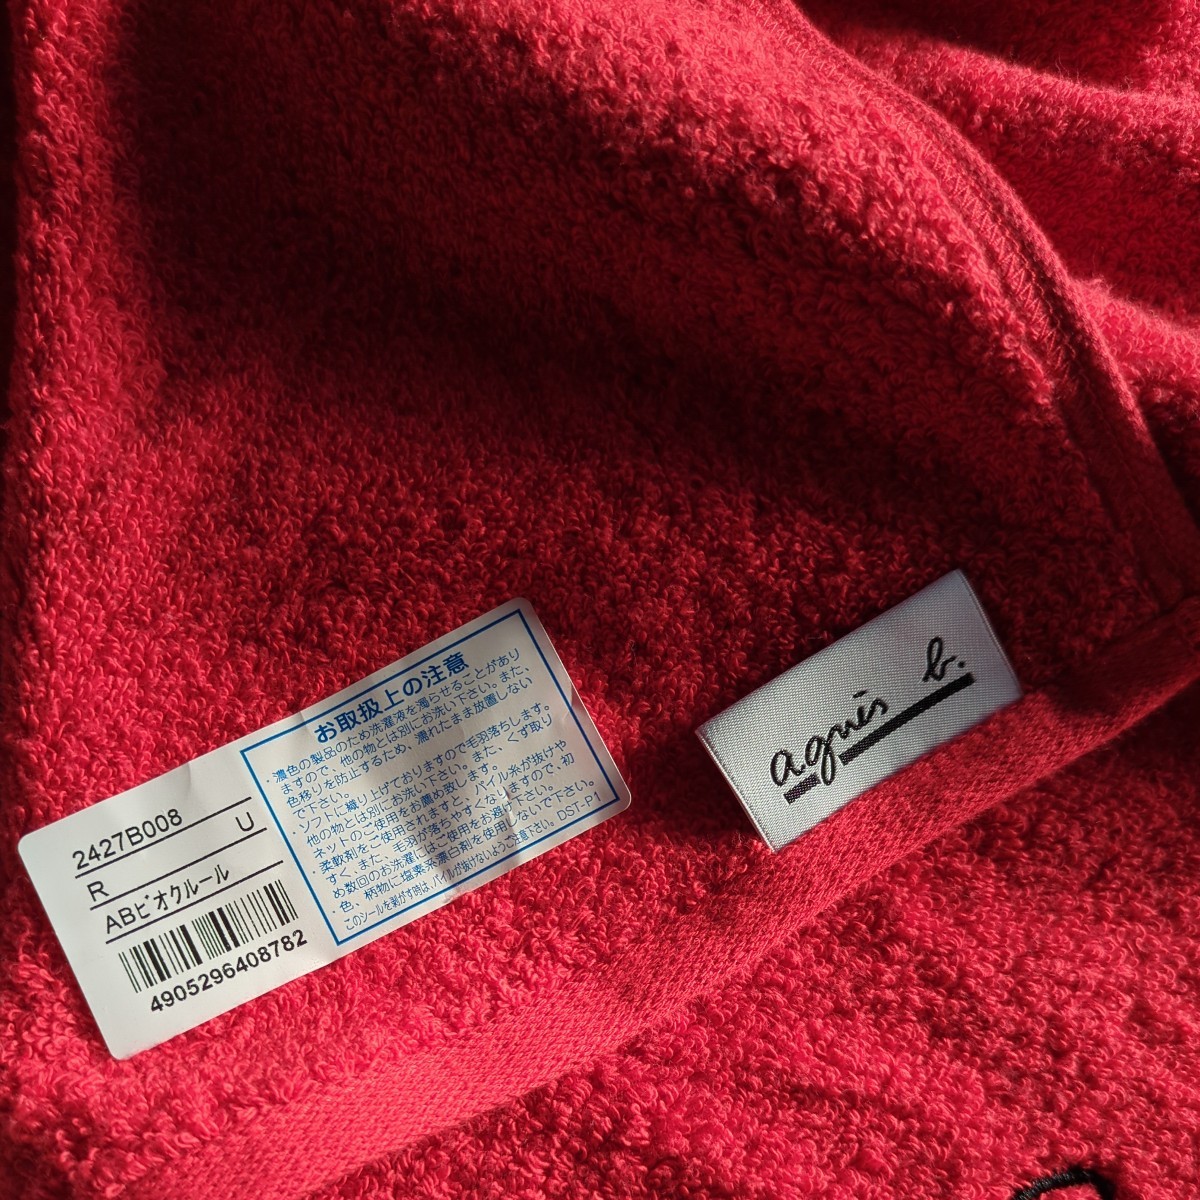 2427B008
U
R
ABビオクルール
4905296408782
お取扱上の注意
・濃色の製品のため洗濯液を濁らせることがあり
ますので、他の物とは別にお洗い下さい。また、
色移りを防止するため、濡れたまま放置しない
で下さい。
・ソフトに織り上げておりますので毛羽落ちします。
他の物とは別にお洗い下さい。また、くず取り
ネットのご使用をお薦め致します。
・柔軟剤をご使用されますと、パイル糸が抜けや
すく、また、毛羽が落ちやすくなりますので、初
め数回のお洗濯にはご使用をお避け下さい。
・色、柄物に塩素系漂白剤を使用しないで下さい。
このシールを剥がす時は、パイルが抜けないようご注意下さい。DST-P1
agnès b.